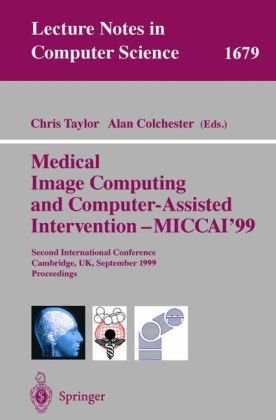 Lecture Notes in
Computer Science 1679
Chris Taylor Alan Colchester (Eds.)
Medical
Image Computing
and Computer-Assisted
Intervention – MICCAI'99
Second International Conference
Cambridge, UK, September 1999
Proceedings
Springer